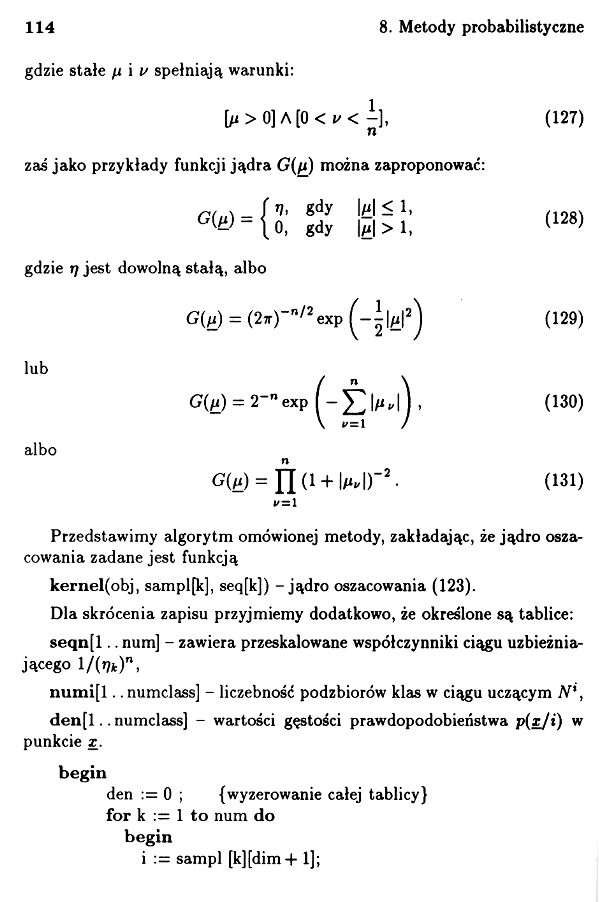 114 8. Metody probabilistyczne
gdzie stałe μ i ν spełniają warunki:
[μ > 0] ∧ [0 < ν < 1/n], (127)
zaś jako przykłady funkcji jądra G(μ) można zaproponować:
G(μ) = { η, gdy |μ| ≤ 1,
0, gdy |μ| > 1, (128)
gdzie η jest dowolną stałą, albo
G(μ) = (2π)^{-n/2} exp (-1/2 |μ|²) (129)
lub
G(μ) = 2^{-n} exp (- ∑_{ν=1}^{n} |μ_ν|), (130)
albo
G(μ) = ∏_{ν=1}^{n} (1 + |μ_ν|)^{-2}. (131)
Przedstawimy algorytm omówionej metody, zakładając, że jądro osza-
cowania zadane jest funkcją
kernel(obj, sampl[k], seq[k]) – jądro oszacowania (123).
Dla skrócenia zapisu przyjmiemy dodatkowo, że określone są tablice:
seqn[1 . . num] – zawiera przeskalowane współczynniki ciągu uzbieżnia-
jącego 1/(η_k)^n,
numi[1 . . numclass] – liczebność podzbiorów klas w ciągu uczącym N^i,
den[1 . . numclass] – wartości gęstości prawdopodobieństwa p(x/i) w
punkcie x.
begin
den := 0 ; {wyzerowanie całej tablicy}
for k := 1 to num do
begin
i := sampl [k][dim + 1];